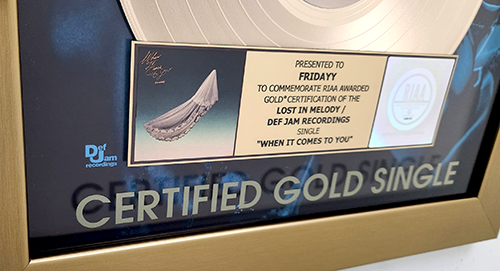 PRESENTED TO
FRIDAYY
TO COMMEMORATE RIAA AWARDED
GOLD*CERTIFICATION OF THE
LOST IN MELODY /
DEF JAM RECORDINGS
SINGLE
"WHEN IT COMES TO YOU"
RIAA
Def
Jam
recordings
CERTIFIED GOLD SINGLE